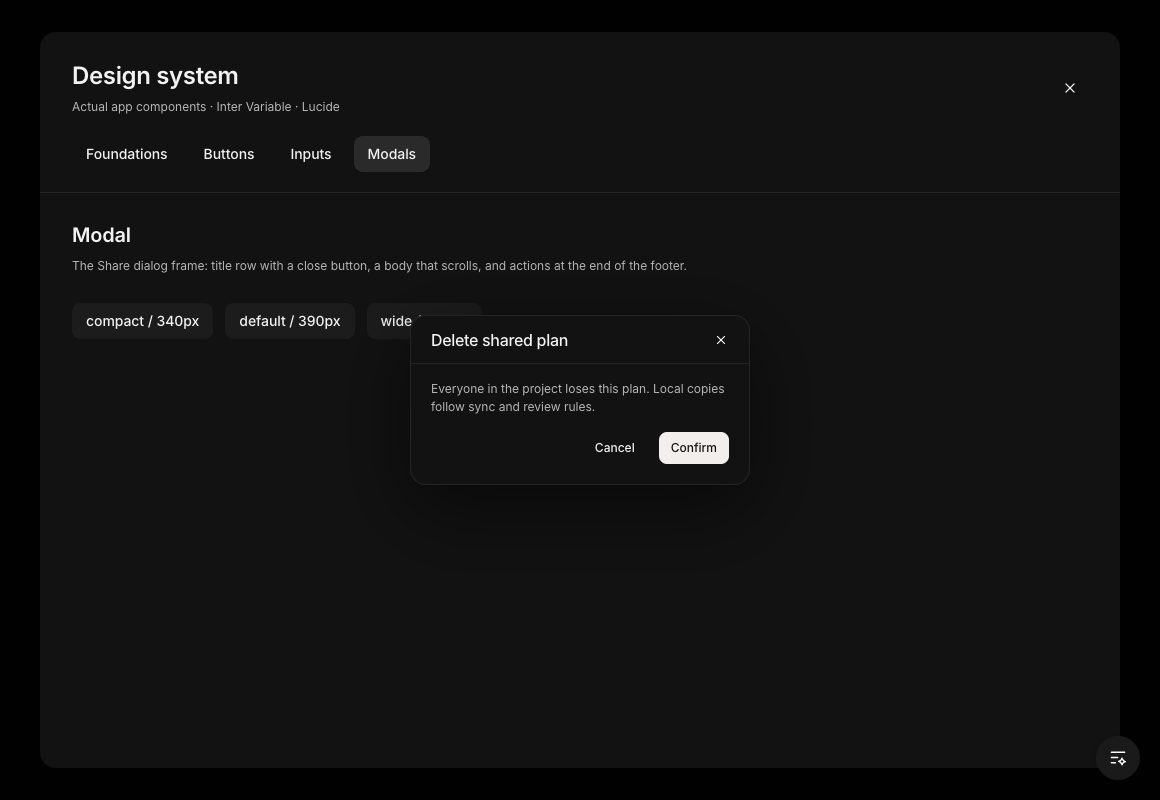 Design system
Actual app components · Inter Variable · Lucide
Foundations
Buttons
Inputs
Modals
Modal
The Share dialog frame: title row with a close button, a body that scrolls, and actions at the end of the footer.
compact / 340px
default / 390px
wide
Delete shared plan
Everyone in the project loses this plan. Local copies
follow sync and review rules.
Cancel
Confirm